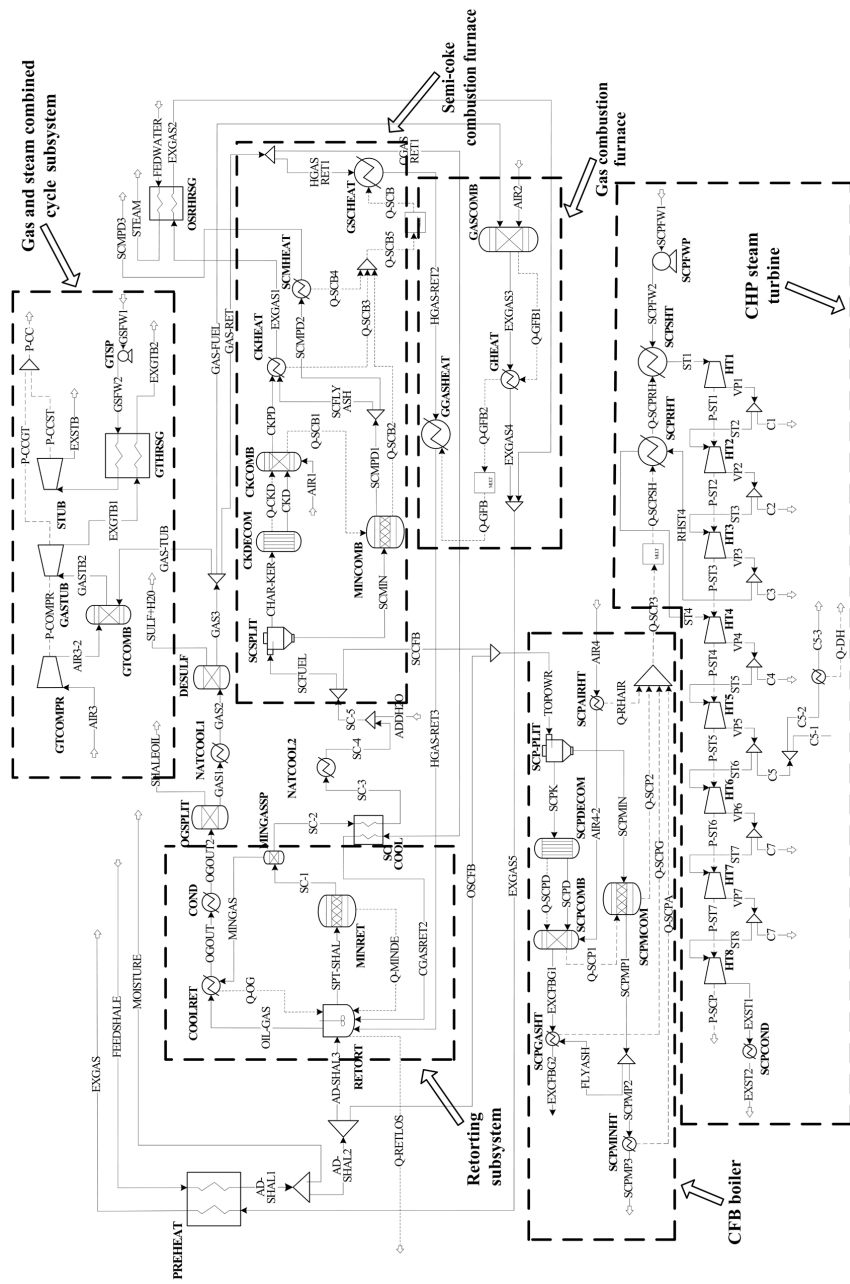 Gas and steam combined
cycle subsystem
P-CC
P-CCGT
P-CCST
EXSTB
STUB
GTSP
GSFW1
GSFW2
GTHRSG
EXGTB2
EXGTB1
GTCOMPR
P-COMPR
GASTUB
GASTB2
AIR3-2
GTCOMB
AIR3
SULF+H20
GAS-TUB
SCMPD3
STEAM
FEDWATER
EXGAS2
OSRHRSG
GAS-FUEL
GAS-RET
Semi-coke
combustion furnace
CKHEAT
EXGAS1
SCMHEAT
SCMPD2
HGAS
RET1
GSCHEAT
CGAS
RET1
Q-SCB
Q-SCB5
Q-SCB4
Q-SCB3
CKDECOM
CKCOMB
CKPD
SCFLY
ASH
Q-SCB1
Q-CKD
CKD
AIR1
SCMPD1
Q-SCB2
CHAR-KER
SCSPLIT
MINCOMB
SCMIN
SCFUEL
SCCFB
SC-5
ADDH2O
Gas combustion
furnace
HGAS-RET2
GASCOMB
AIR2
GGASHEAT
GHEAT
EXGAS3
Q-GFB1
Q-GFB2
EXGAS4
MULT
Q-GFB
SHALEOIL
OGSPLIT
NATCOOL1
GAS1
GAS2
DESULF
GAS3
NATCOOL2
SC-4
SC-3
HGAS-RET3
COND
OGOUT2
OGOUT
MINGASSP
MINGAS
SC-2
COOL
COOLRET
SC-1
Q-OG
MINRET
SPT-SHAL
Q-MINDE
CGASRET2
OIL-GAS
RETORT
AD-SHAL3
Retorting
subsystem
Q-RETLOS
EXGAS
FEEDSHALE
MOISTURE
PREHEAT
AD-
SHAL1
AD-
SHAL2
OSCFB
EXGAS5
CFB boiler
TOPOWR
SCP-PLIT
SCPK
SCPDECOM
SCPCOMB
Q-SCPD
SCPD
AIR4
SCPAIRHT
AIR4-2
Q-RHAIR
SCPMIN
Q-SCP2
Q-SCPG
Q-SCPA
SCPMCOM
Q-SCP1
SCPMP1
EXCFBG1
SCPGASHT
EXCFBG2
FLYASH
SCPMP2
SCPMINHT
SCPMP3
CHP steam
turbine
SCPFW1
SCPFWP
SCPFW2
SCPSHT
Q-SCPRH
SCPRHT
Q-SCPSH
MULT
Q-SCP3
RHST4
ST4
ST1
HT1
P-ST1
VP1
ST2
C1
HT2
P-ST2
VP2
ST3
C2
HT3
P-ST3
VP3
C3
HT4
P-ST4
VP4
ST5
C4
HT5
P-ST5
VP5
ST6
C5
C5-1
C5-2
C5-3
Q-DH
HT6
P-ST6
VP6
ST7
C7
HT7
P-ST7
VP7
ST8
C7
HT8
P-SCP
EXST1
SCPCOND
EXST2